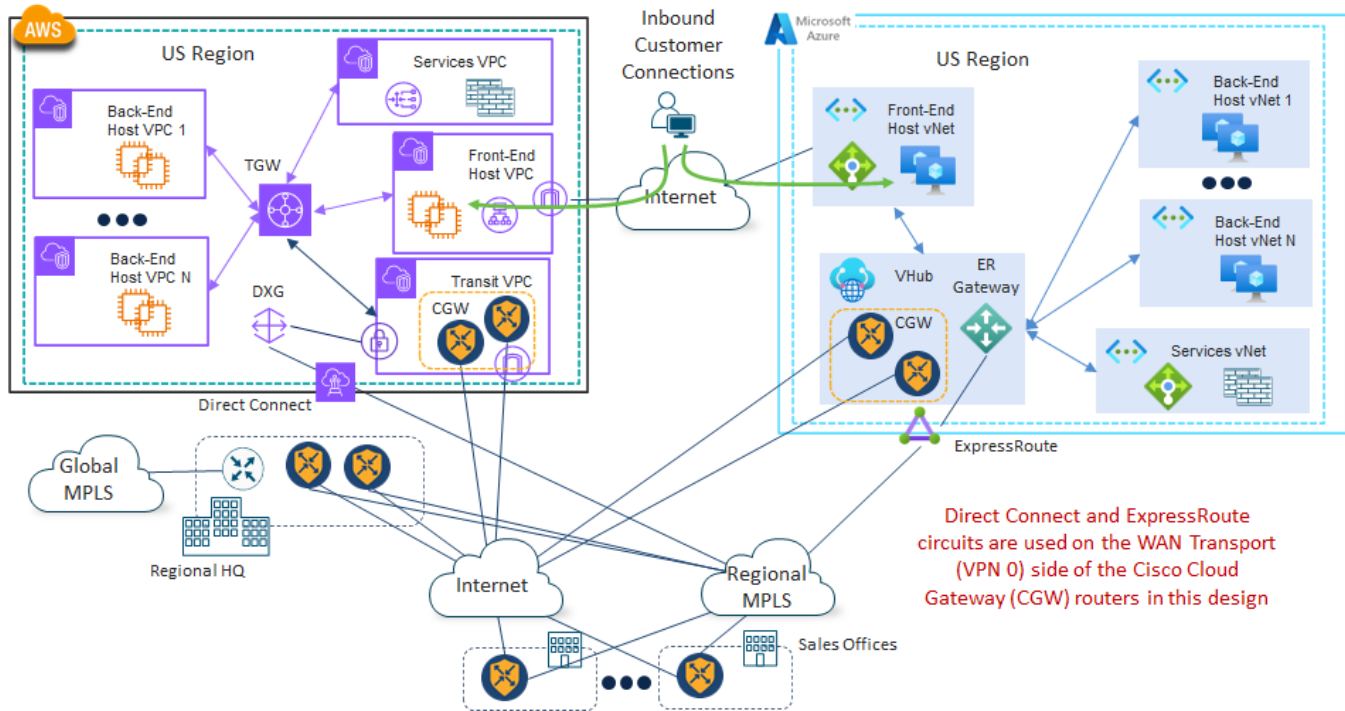 AWS
US Region
Back-End
Host VPC 1
TGW
Back-End
Host VPC N
DXG
Services VPC
Front-End
Host VPC
Transit VPC
CGW
Direct Connect
Inbound
Customer
Connections
Internet
Microsoft
Azure
US Region
Front-End
Host vNet
Back-End
Host vNet 1
Back-End
Host vNet N
VHub
ER
Gateway
CGW
Services vNet
ExpressRoute
Global
MPLS
Regional HQ
Internet
Regional
MPLS
Sales Offices
Direct Connect and ExpressRoute
circuits are used on the WAN Transport
(VPN 0) side of the Cisco Cloud
Gateway (CGW) routers in this design